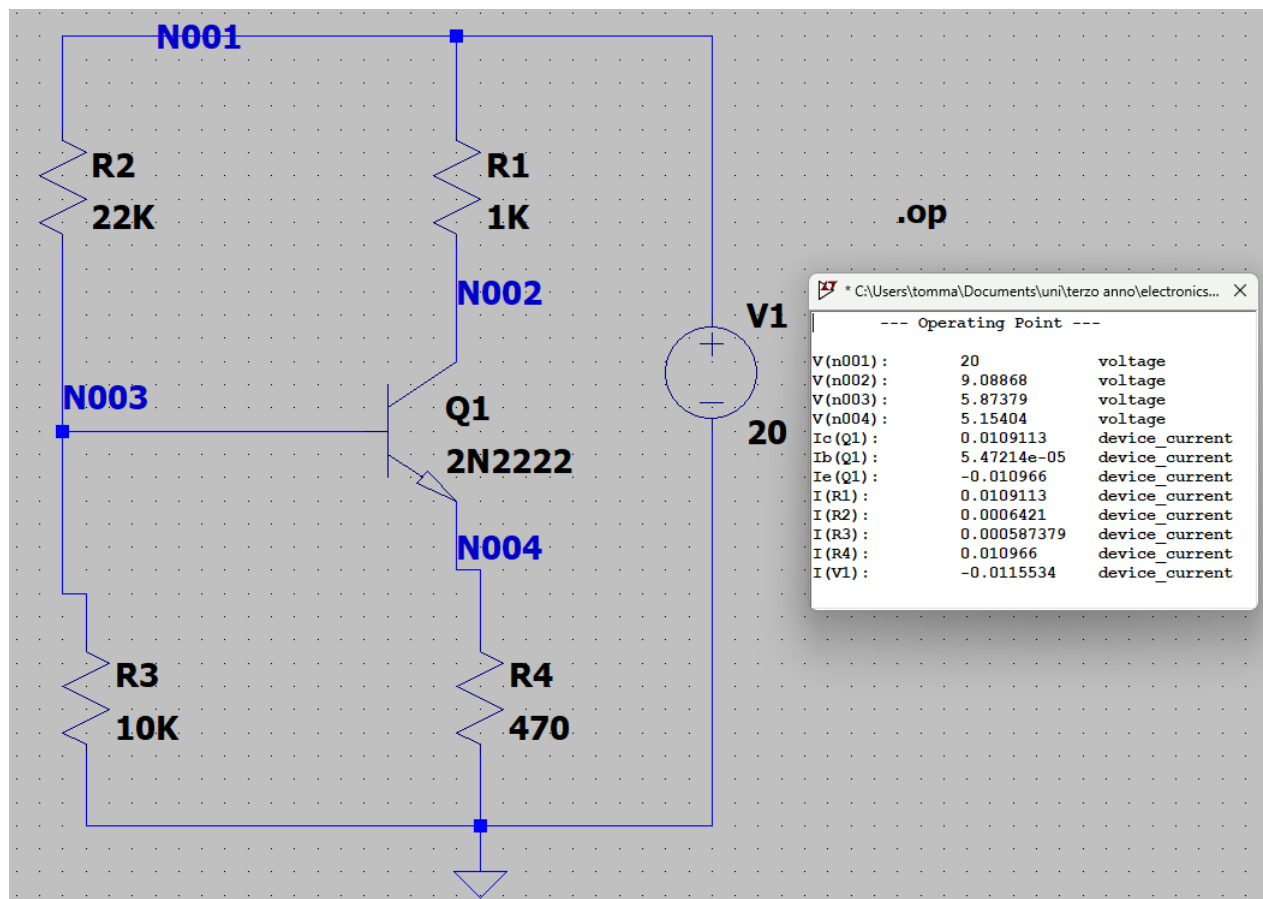 N001
R2
22K
R1
1K
.op
N002
V1
20
N003
Q1
2N2222
N004
R3
10K
R4
470
* C:\Users\tomma\Documents\uni\terzo anno\electronics...
--- Operating Point ---
V(n001): 20 voltage
V(n002): 9.08868 voltage
V(n003): 5.87379 voltage
V(n004): 5.15404 voltage
Ic(Q1): 0.0109113 device_current
Ib(Q1): 5.47214e-05 device_current
Ie(Q1): -0.010966 device_current
I(R1): 0.0109113 device_current
I(R2): 0.0006421 device_current
I(R3): 0.000587379 device_current
I(R4): 0.010966 device_current
I(V1): -0.0115534 device_current